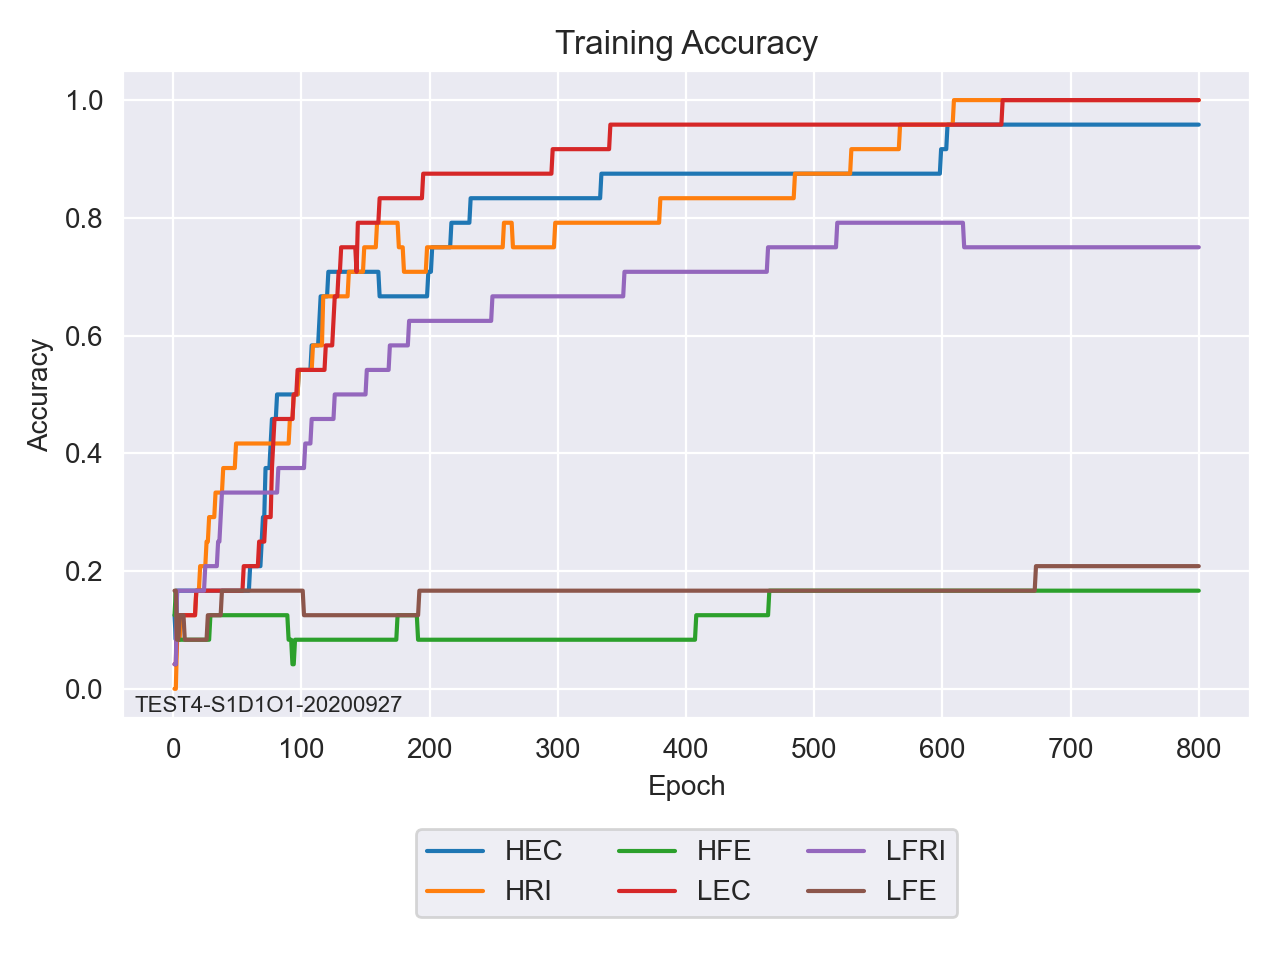 Training Accuracy
1.0
0.8
0.6
0.4
0.2
0.0
Accuracy
TEST4-S1D1O1-20200927
0 100 200 300 400 500 600 700 800
Epoch
HEC HFE LFRI
HRI LEC LFE